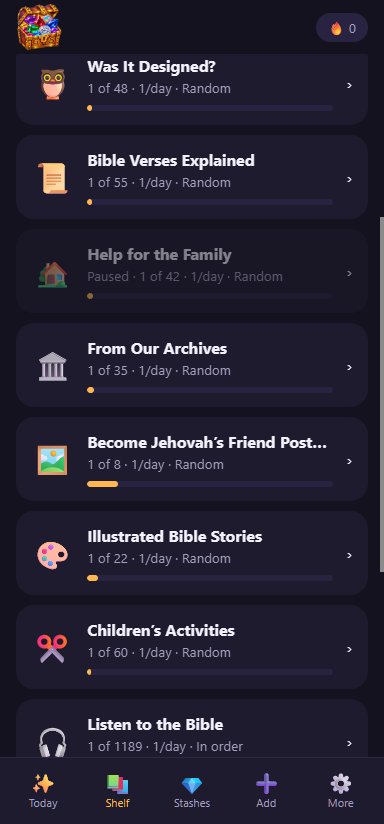 0
Was It Designed?
1 of 48 · 1/day · Random
Bible Verses Explained
1 of 55 · 1/day · Random
Help for the Family
Paused · 1 of 42 · 1/day · Random
From Our Archives
1 of 35 · 1/day · Random
Become Jehovah’s Friend Post…
1 of 8 · 1/day · Random
Illustrated Bible Stories
1 of 22 · 1/day · Random
Children’s Activities
1 of 60 · 1/day · Random
Listen to the Bible
1 of 1189 · 1/day · In order
Today Shelf Stashes Add More